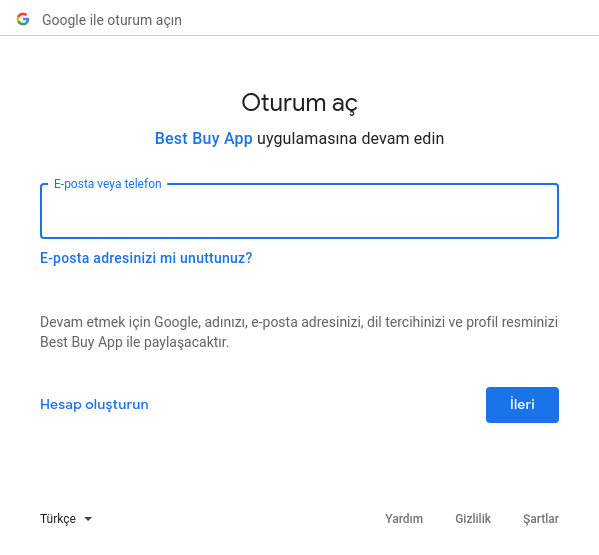 Google ile oturum açın
Oturum aç
Best Buy App uygulamasına devam edin
E-posta veya telefon
E-posta adresinizi mi unuttunuz?
Devam etmek için Google, adınızı, e-posta adresinizi, dil tercihinizi ve profil resminizi
Best Buy App ile paylaşacaktır.
Hesap oluşturun
İleri
Türkçe
Yardım
Gizlilik
Şartlar